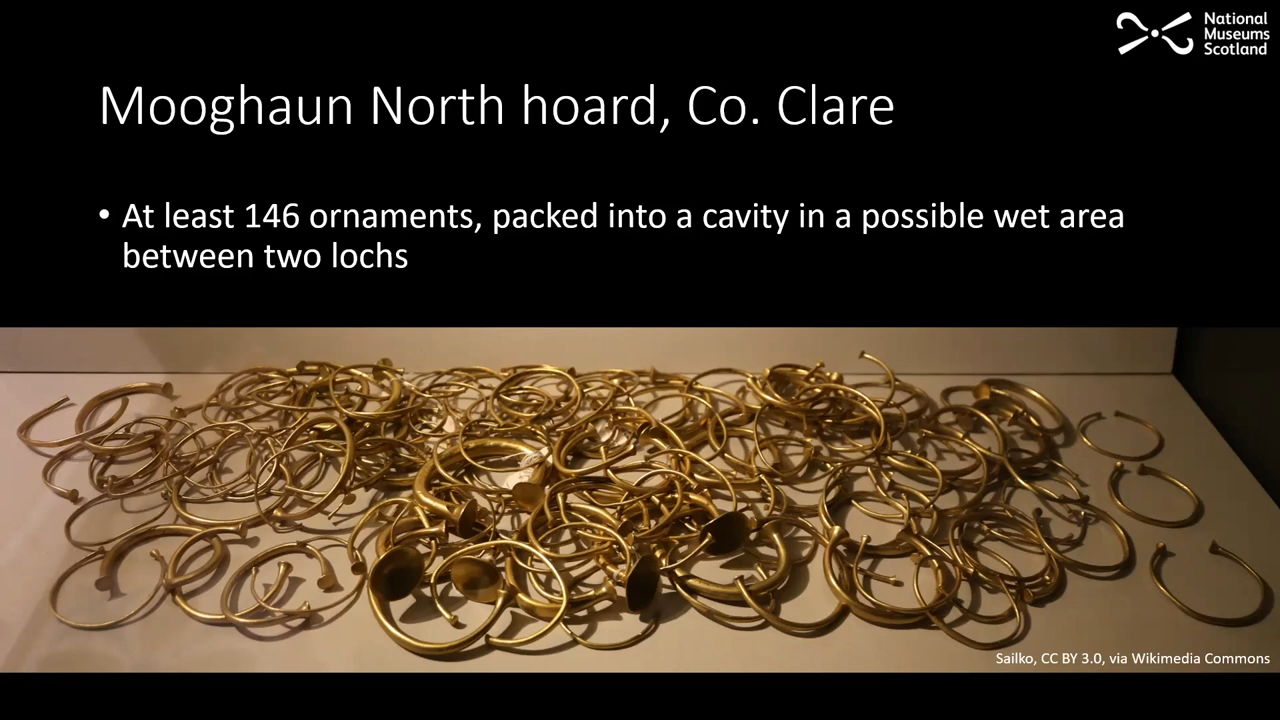 National
Museums
Scotland
Mooghaun North hoard, Co. Clare
• At least 146 ornaments, packed into a cavity in a possible wet area
between two lochs
Sailko, CC BY 3.0, via Wikimedia Commons